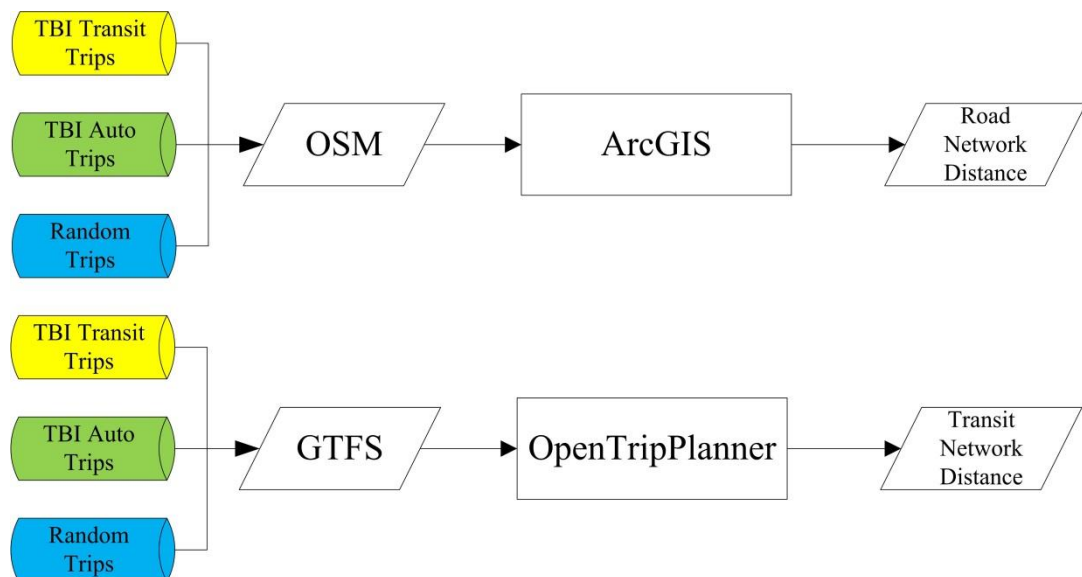 TBI Transit
Trips
TBI Auto
Trips
Random
Trips
OSM
ArcGIS
Road
Network
Distance
TBI Transit
Trips
TBI Auto
Trips
Random
Trips
GTFS
OpenTripPlanner
Transit
Network
Distance